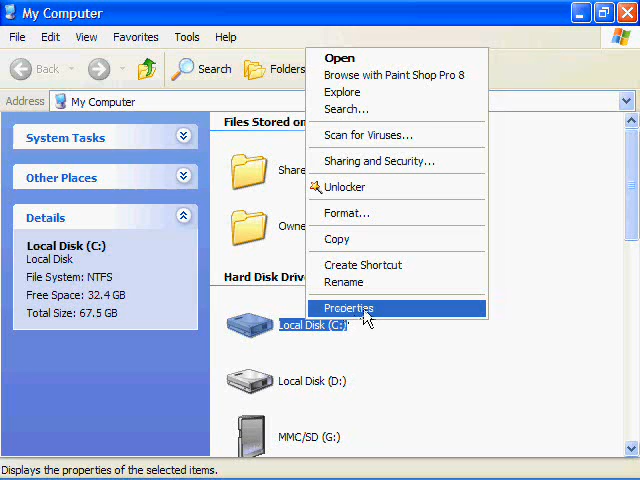 My Computer
File Edit View Favorites Tools Help
Back Search Folders
Address My Computer
System Tasks
Other Places
Details
Local Disk (C:)
Local Disk
File System: NTFS
Free Space: 32.4 GB
Total Size: 67.5 GB
Files Stored on
Share
Owne
Hard Disk Drive
Local Disk (C:)
Local Disk (D:)
MMC/SD (G:)
Open
Browse with Paint Shop Pro 8
Explore
Search...
Scan for Viruses...
Sharing and Security...
Unlocker
Format...
Copy
Create Shortcut
Rename
Properties
Displays the properties of the selected items.